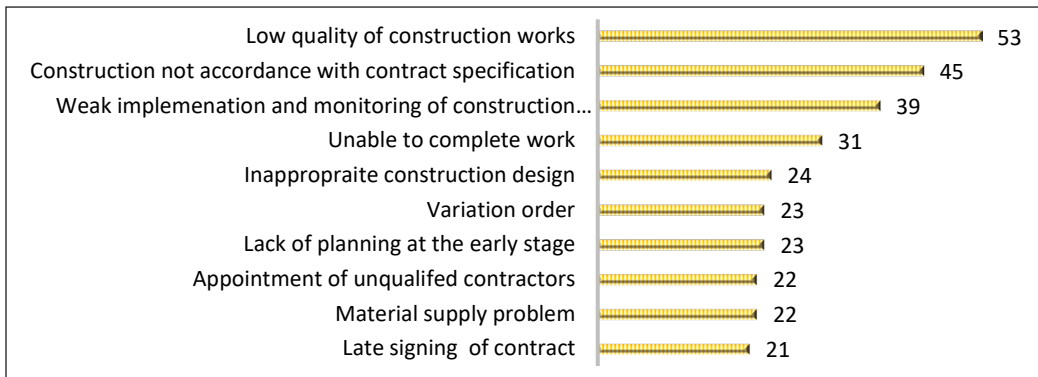 Low quality of construction works 53
Construction not accordance with contract specification 45
Weak implemenation and monitoring of construction... 39
Unable to complete work 31
Inappropraite construction design 24
Variation order 23
Lack of planning at the early stage 23
Appointment of unqualifed contractors 22
Material supply problem 22
Late signing of contract 21